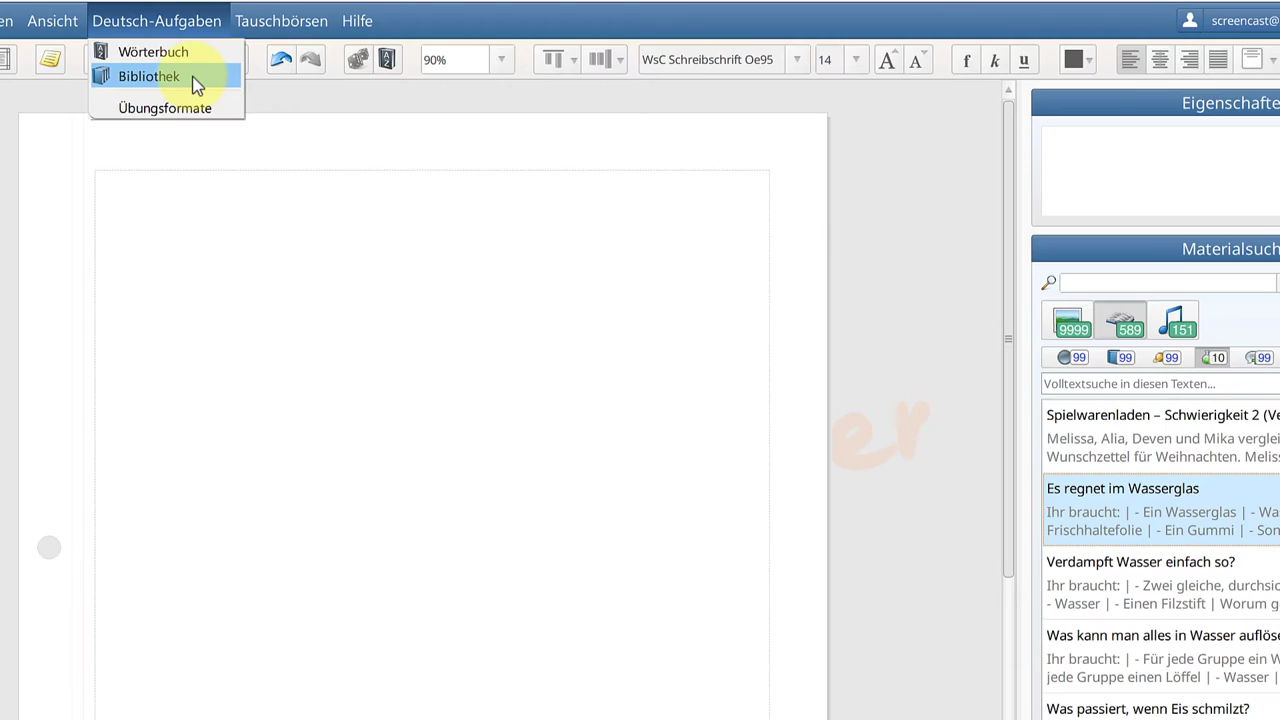 en Ansicht Deutsch-Aufgaben Tauschbörsen Hilfe screencast@
Wörterbuch
Bibliothek
Übungsformate
90% WsC Schreibschrift Oe95 14 A A f k u
Eigenschafte
Materialsuch
9999 589 151
99 99 99 10 99
Volltextsuche in diesen Texten...
Spielwarenladen – Schwierigkeit 2 (Ve
Melissa, Alia, Deven und Mika verglei
Wunschzettel für Weihnachten. Meliss
Es regnet im Wasserglas
Ihr braucht: | - Ein Wasserglas | - Wa
Frischhaltefolie | - Ein Gummi | - Son
Verdampft Wasser einfach so?
Ihr braucht: | - Zwei gleiche, durchsic
- Wasser | - Einen Filzstift | Worum g
Was kann man alles in Wasser auflöse
Ihr braucht: | - Für jede Gruppe ein W
jede Gruppe einen Löffel | - Wasser |
Was passiert, wenn Eis schmilzt?
er